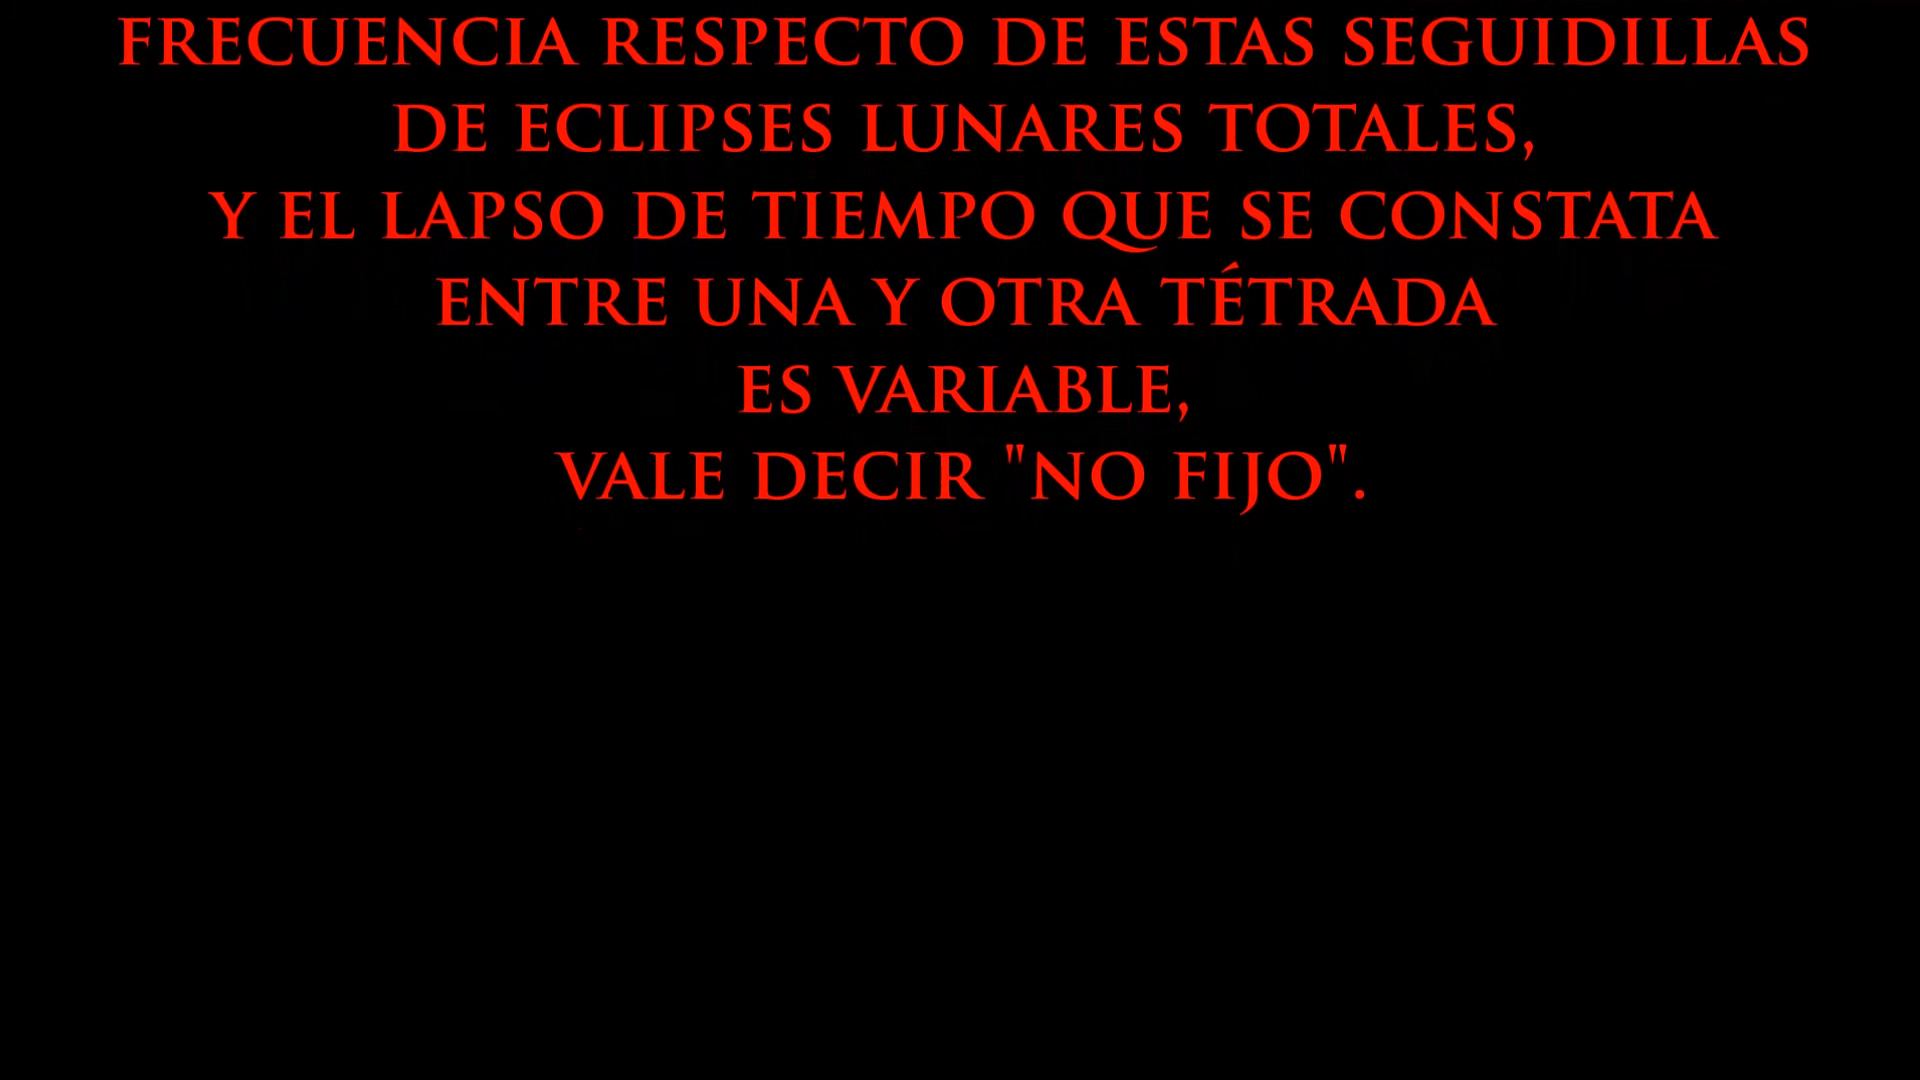 FRECUENCIA RESPECTO DE ESTAS SEGUIDILLAS
DE ECLIPSES LUNARES TOTALES,
Y EL LAPSO DE TIEMPO QUE SE CONSTATA
ENTRE UNA Y OTRA TÉTRADA
ES VARIABLE,
VALE DECIR "NO FIJO".